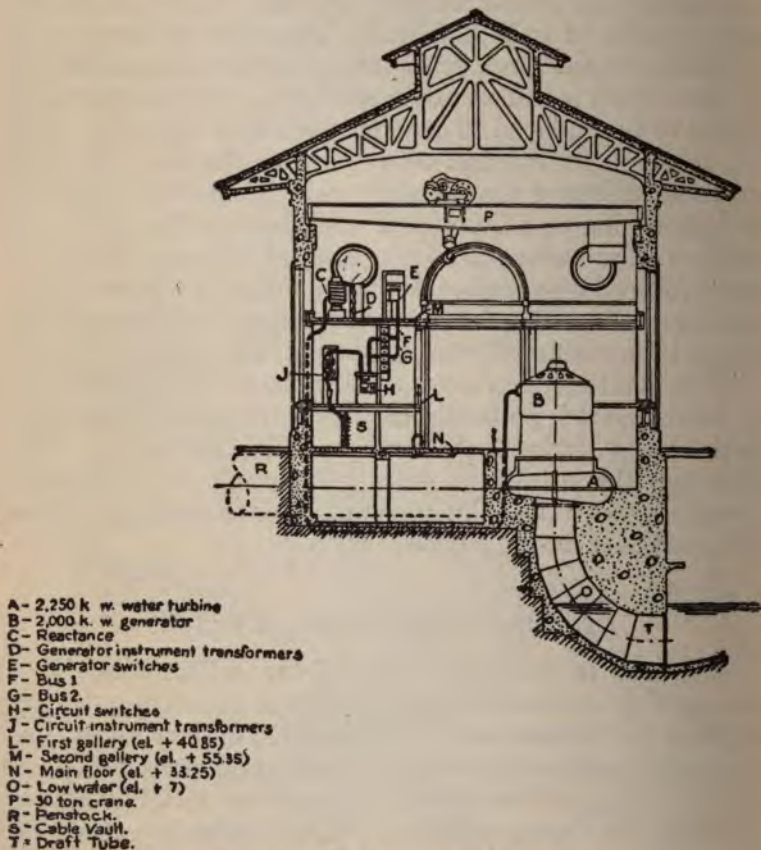 P
C
D
E
M
F
G
J
H
L
B
S
N
R
A
O
T
A- 2,250 k w. water turbine
B- 2,000 k. w. generator
C- Reactance
D- Generator instrument transformers
E- Generator switches
F- Bus 1
G- Bus 2.
H- Circuit switches
J- Circuit instrument transformers
L- First gallery (el. + 40.85)
M- Second gallery (el. + 55.35)
N- Main floor (el. + 33.25)
O- Low water (el. + 7)
P- 30 ton crane.
R- Penstock.
S- Cable Vault.
T- Draft Tube.